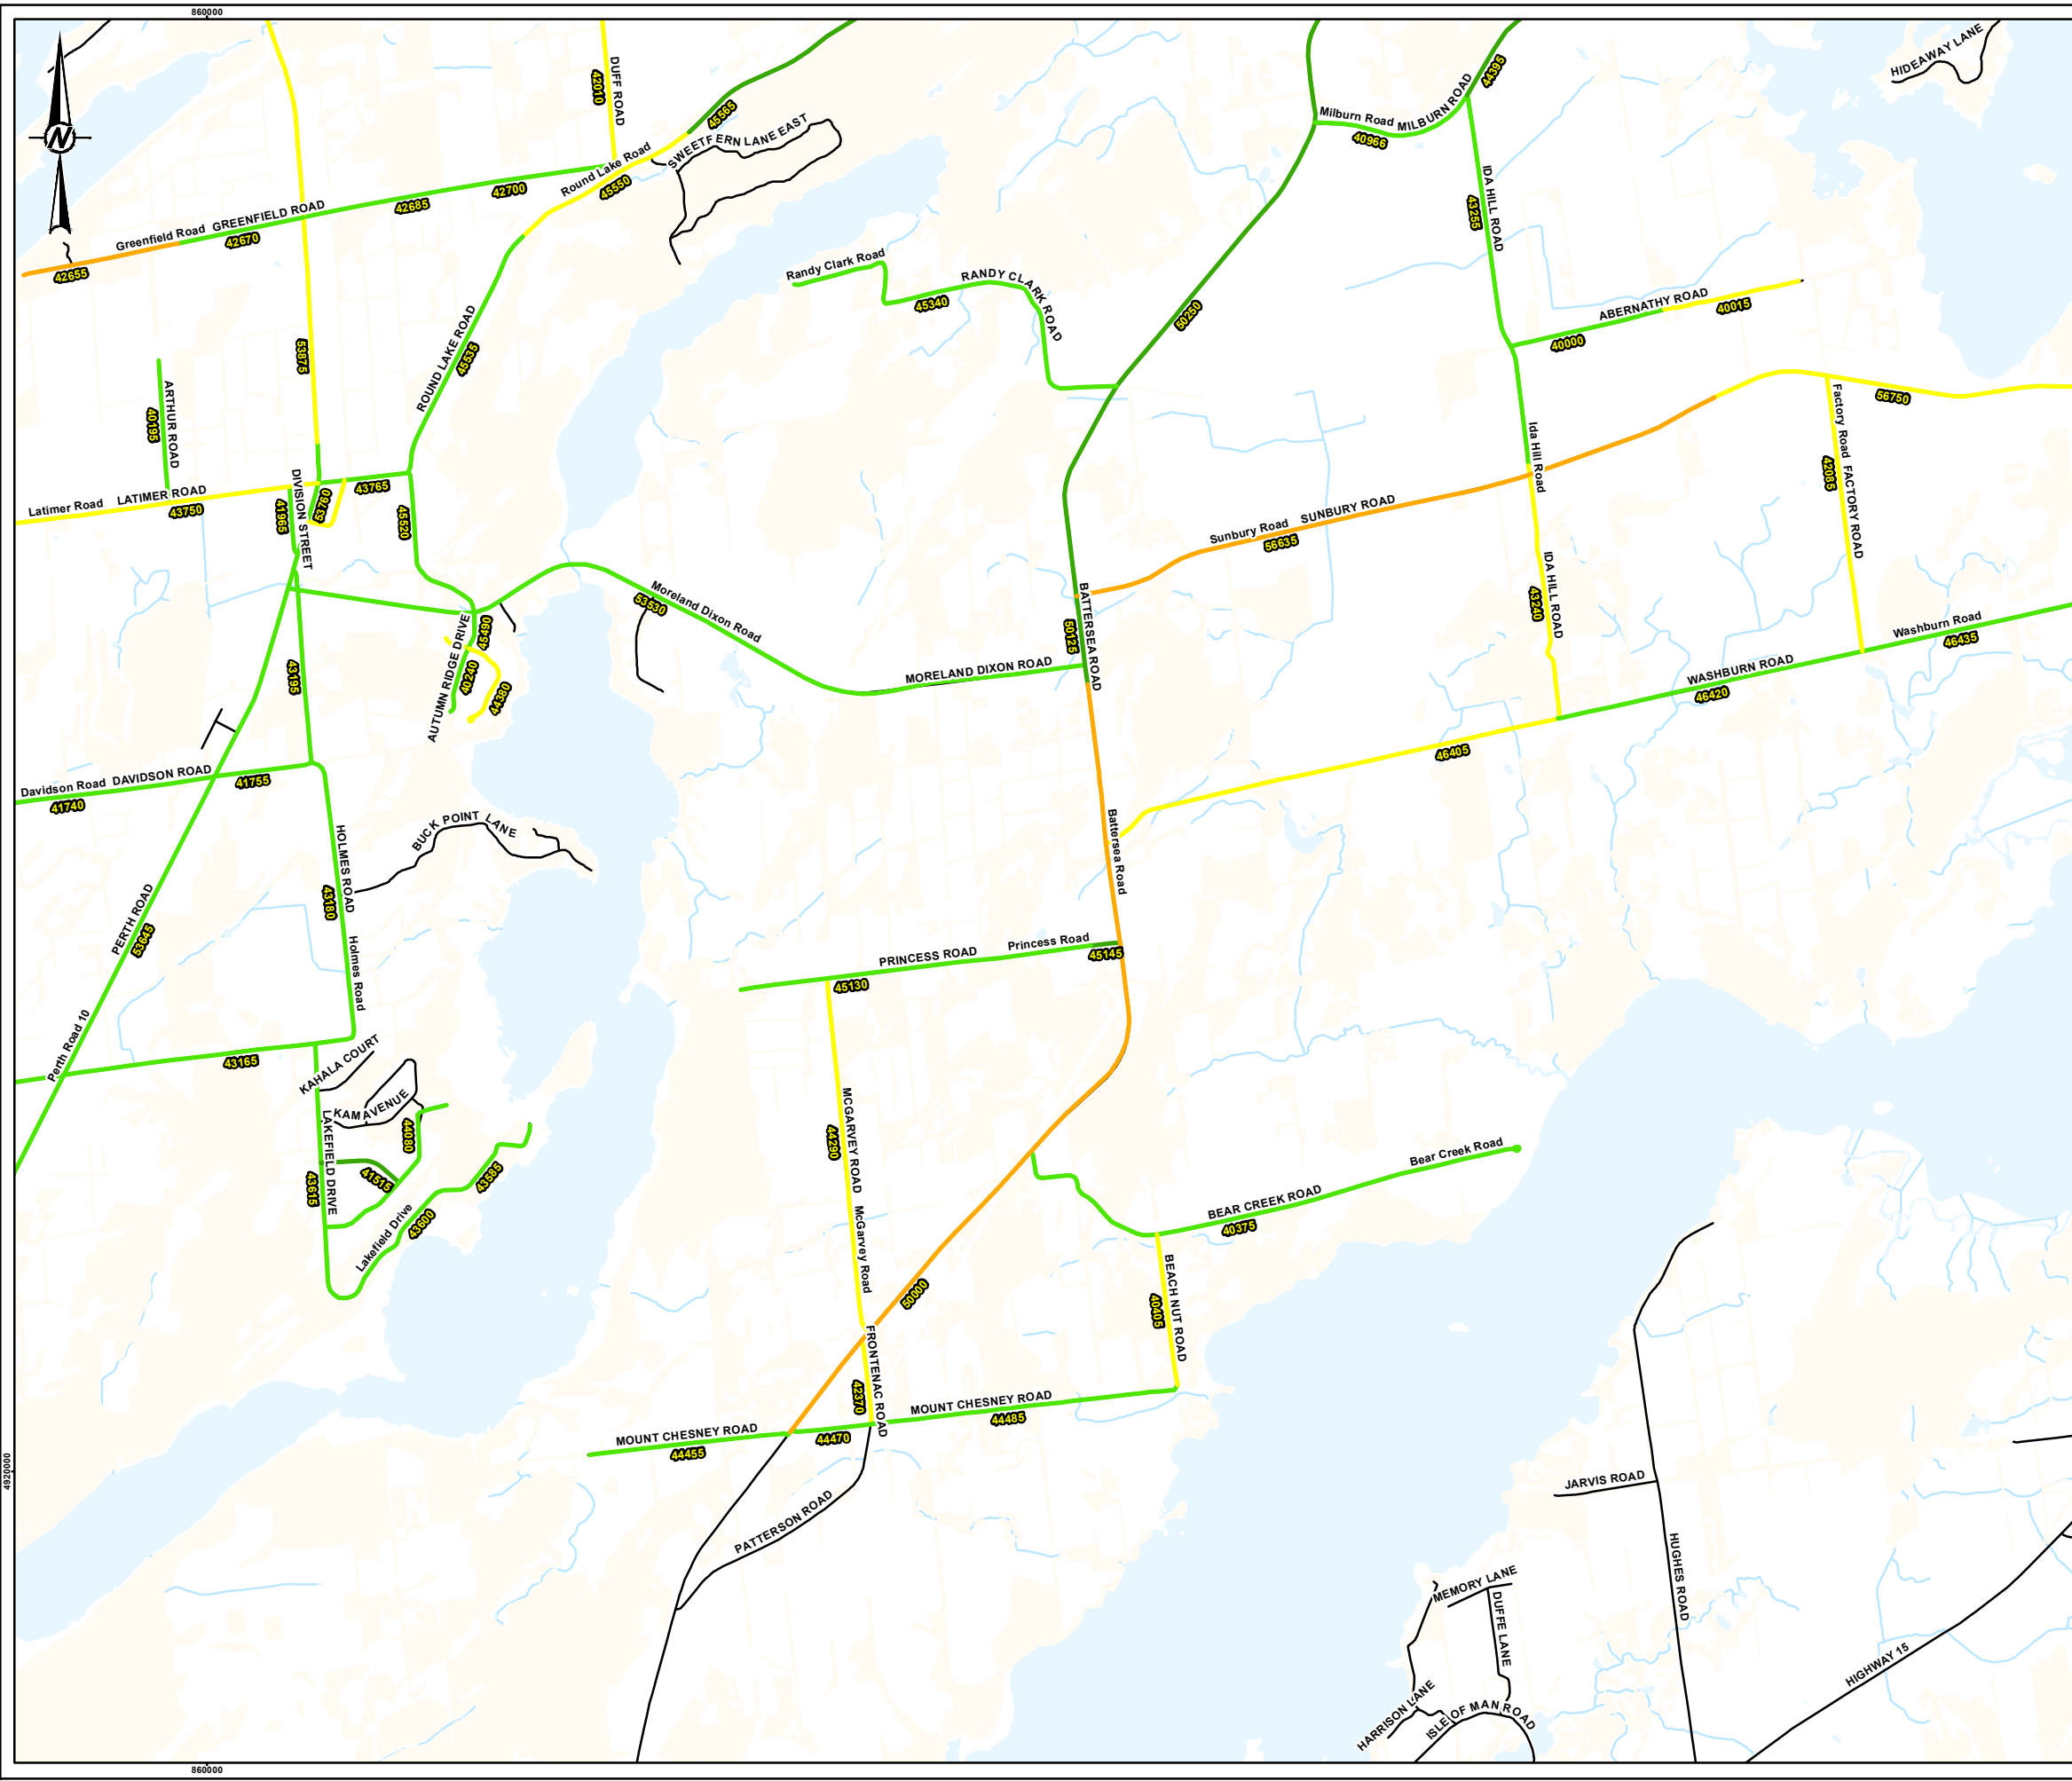 860000
N
HIDEAWAY LANE
DUFF ROAD
42010
45565
SWEETFERN LANE EAST
Round Lake Road
45550
Milburn Road
MILBURN ROAD
40966
44395
Greenfield Road
GREENFIELD ROAD
42655
42670
42685
42700
IDA HILL ROAD
43255
Randy Clark Road
RANDY CLARK ROAD
45340
50250
ABERNATHY ROAD
40000
40015
53875
ROUND LAKE ROAD
45535
ARTHUR ROAD
40195
56750
Factory Road
FACTORY ROAD
42085
Ida Hill Road
Latimer Road
LATIMER ROAD
43750
DIVISION STREET
41965
53760
43765
45520
Sunbury Road
SUNBURY ROAD
56635
IDA HILL ROAD
43240
Moreland Dixon Road
53530
MORELAND DIXON ROAD
BATTERSEA ROAD
50125
Washburn Road
46435
WASHBURN ROAD
46420
46405
43195
AUTUMN RIDGE DRIVE
45490
40240
44380
Davidson Road
DAVIDSON ROAD
41740
41755
BUCK POINT LANE
HOLMES ROAD
43180
Holmes Road
Battersea Road
PERTH ROAD
53645
Perth Road 10
PRINCESS ROAD
Princess Road
45130
45145
43165
KAHALA COURT
KAM AVENUE
LAKEFIELD DRIVE
44080
41515
43615
43585
43600
Lakefield Drive
MCGARVEY ROAD
44290
McGarvey Road
Bear Creek Road
BEAR CREEK ROAD
40375
BEACH NUT ROAD
40405
50000
FRONTENAC ROAD
42370
MOUNT CHESNEY ROAD
44485
MOUNT CHESNEY ROAD
44455
44470
4920000
PATTERSON ROAD
JARVIS ROAD
HUGHES ROAD
MEMORY LANE
DUFFE LANE
HARRISON LANE
ISLE OF MAN ROAD
HIGHWAY 15
860000